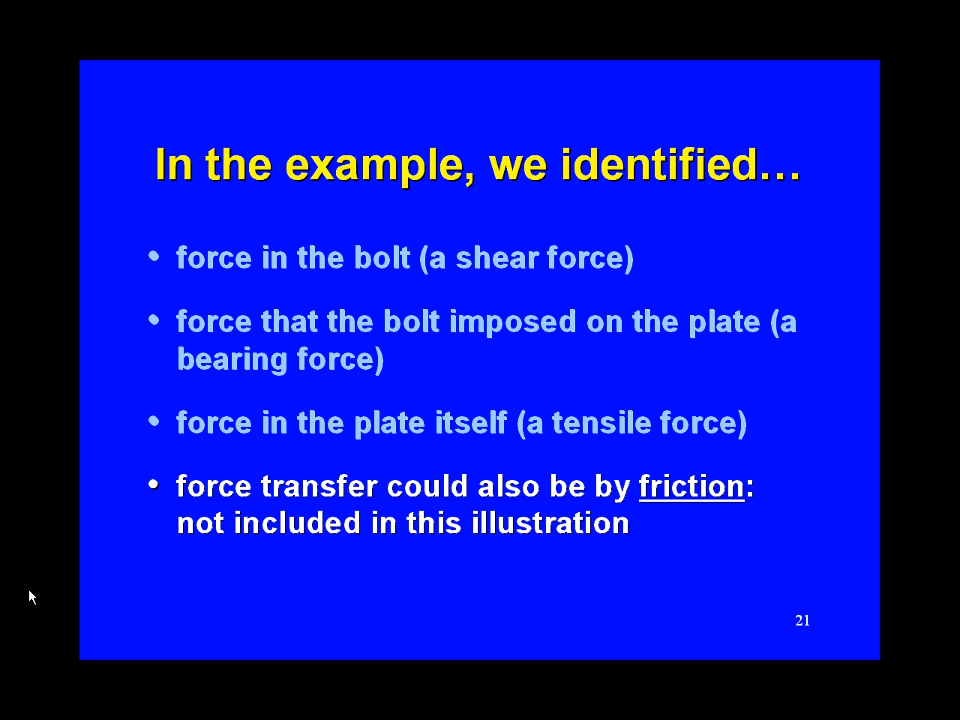 In the example, we identified…
• force in the bolt (a shear force)
• force that the bolt imposed on the plate (a
bearing force)
• force in the plate itself (a tensile force)
• force transfer could also be by friction:
not included in this illustration
21